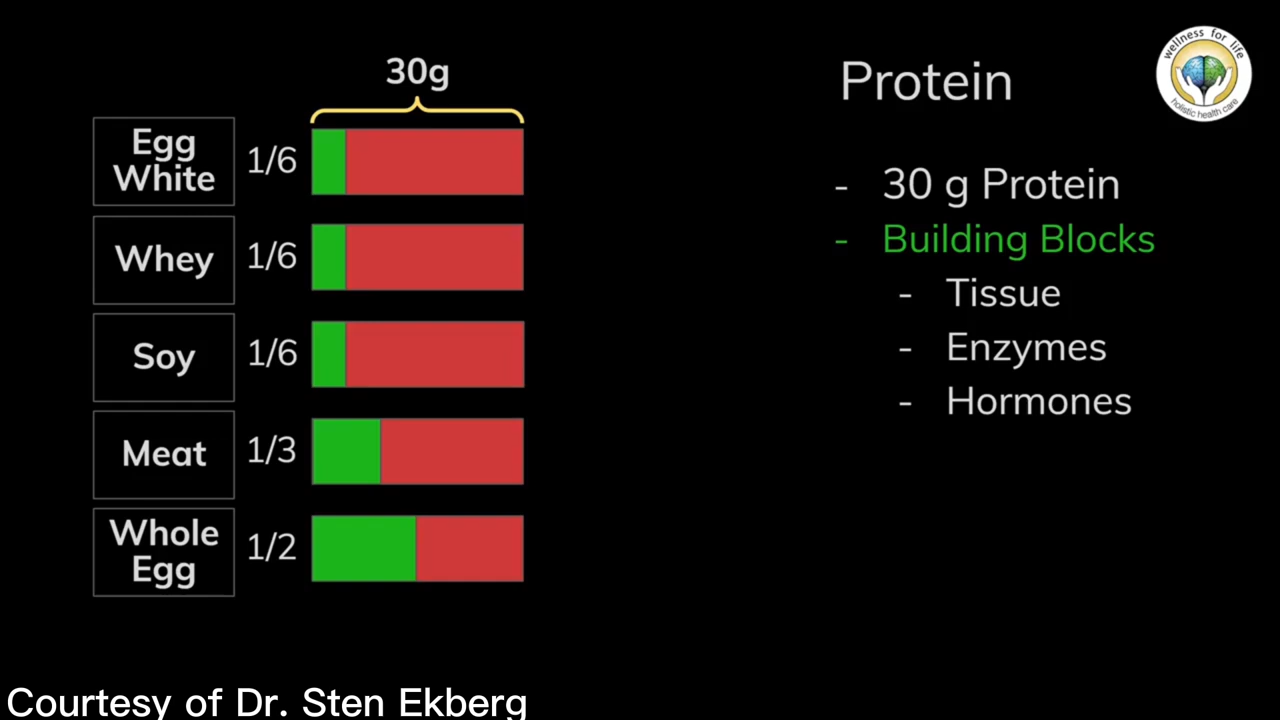 30g
Egg
White
1/6
Whey
1/6
Soy
1/6
Meat
1/3
Whole
Egg
1/2
Protein
- 30 g Protein
- Building Blocks
- Tissue
- Enzymes
- Hormones
wellness for life
holistic health care
Courtesy of Dr. Sten Ekberg